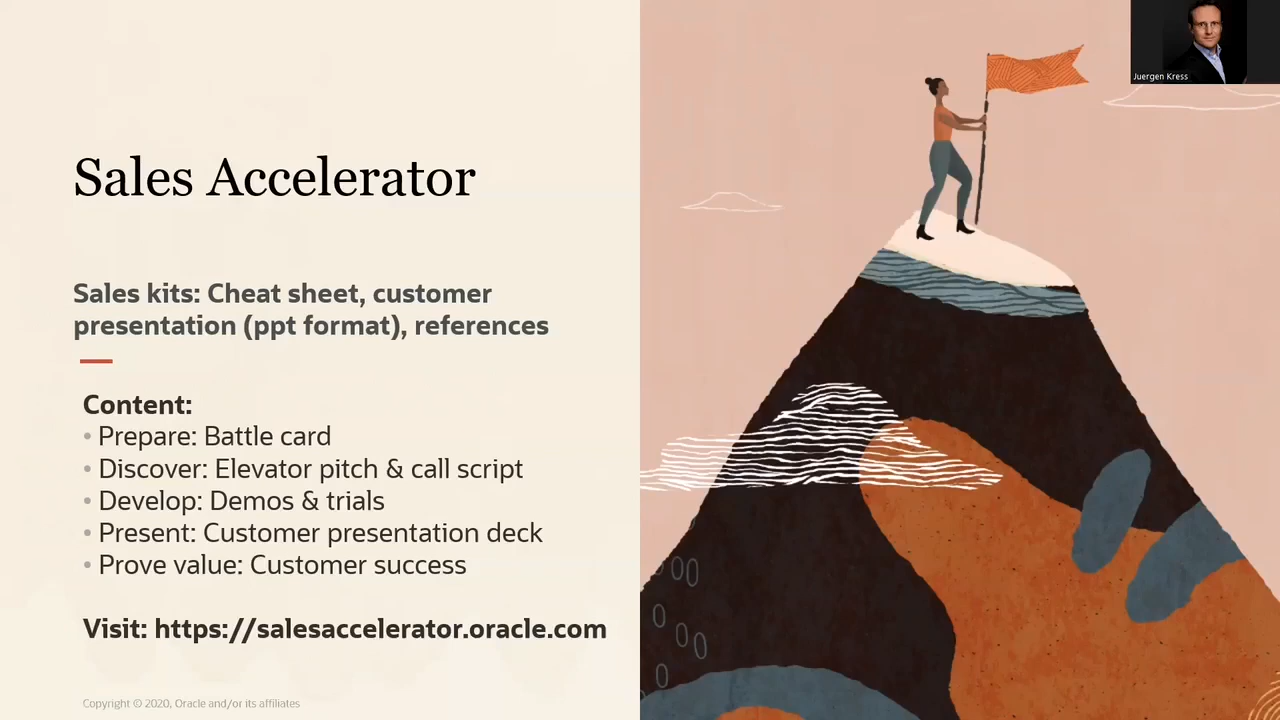 Juergen Kress
Sales Accelerator
Sales kits: Cheat sheet, customer
presentation (ppt format), references
Content:
• Prepare: Battle card
• Discover: Elevator pitch & call script
• Develop: Demos & trials
• Present: Customer presentation deck
• Prove value: Customer success
Visit: https://salesaccelerator.oracle.com
Copyright © 2020, Oracle and/or its affiliates